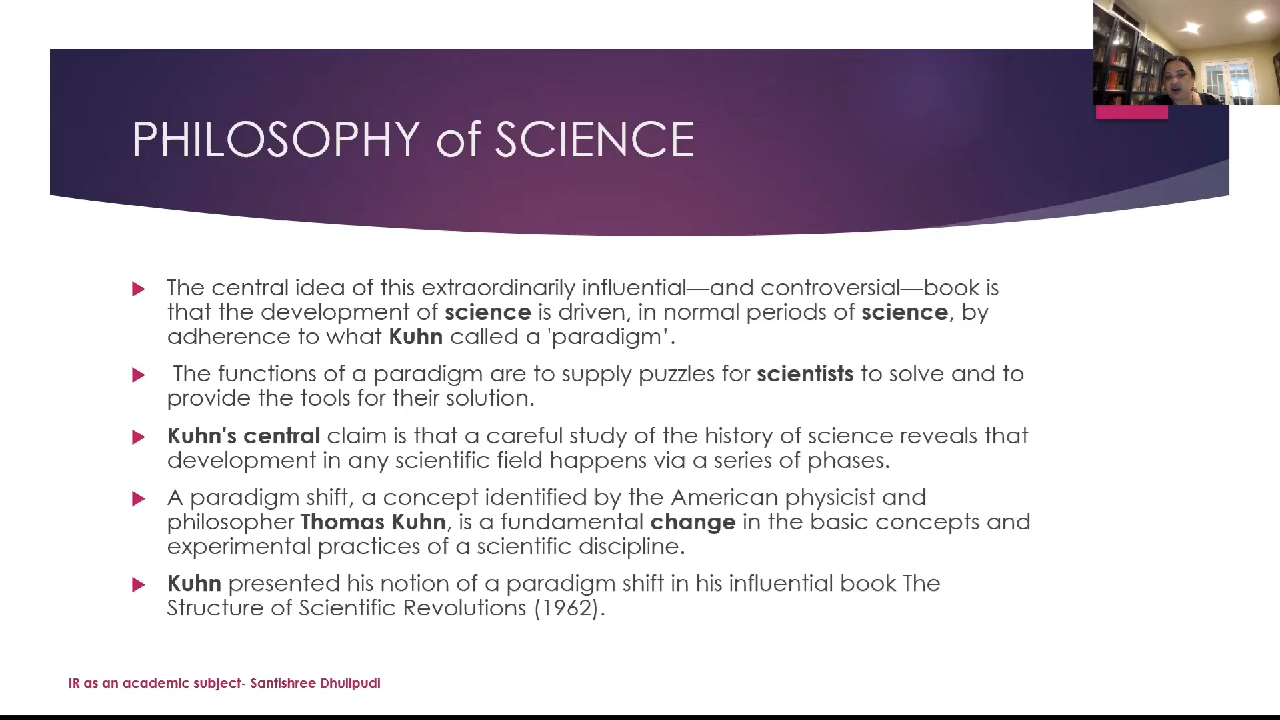 PHILOSOPHY of SCIENCE
The central idea of this extraordinarily influential—and controversial—book is
that the development of science is driven, in normal periods of science, by
adherence to what Kuhn called a 'paradigm’.
The functions of a paradigm are to supply puzzles for scientists to solve and to
provide the tools for their solution.
Kuhn's central claim is that a careful study of the history of science reveals that
development in any scientific field happens via a series of phases.
A paradigm shift, a concept identified by the American physicist and
philosopher Thomas Kuhn, is a fundamental change in the basic concepts and
experimental practices of a scientific discipline.
Kuhn presented his notion of a paradigm shift in his influential book The
Structure of Scientific Revolutions (1962).
IR as an academic subject- Santishree Dhulipudi